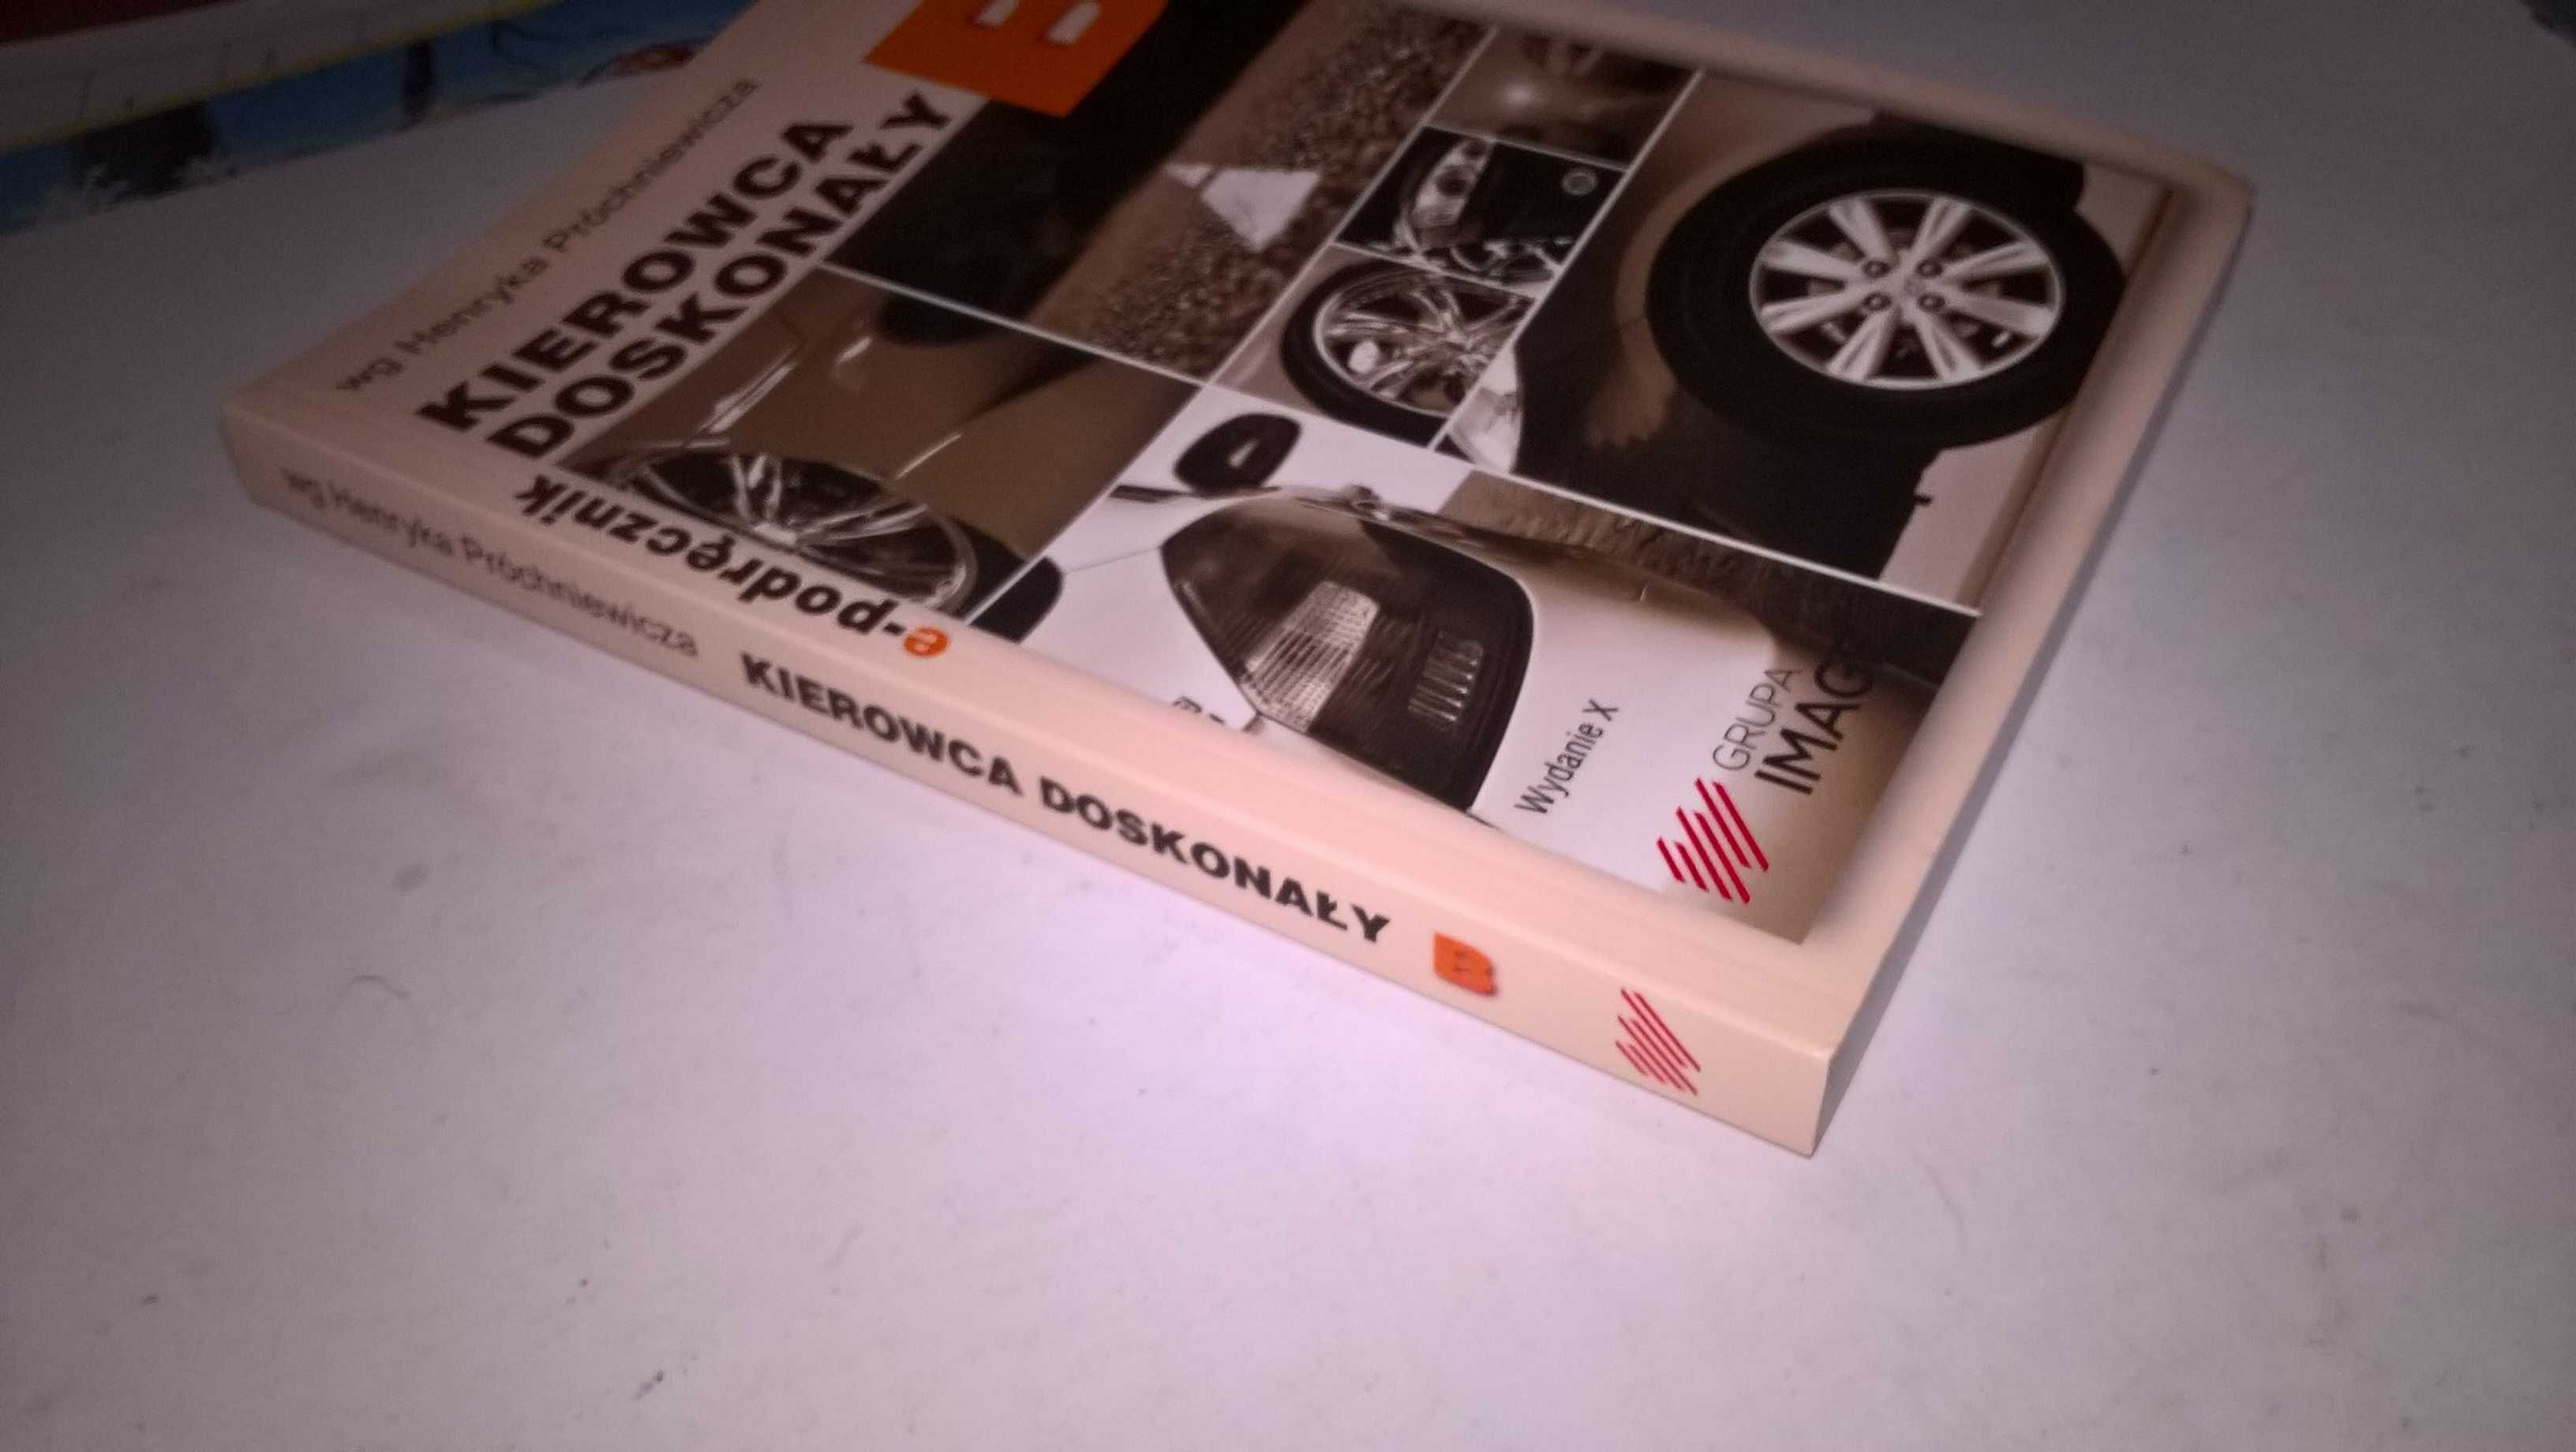 wg Henryka Próchniewicza
KIEROWCA
DOSKONAŁY
B
e-podręcznik
Wydanie X
GRUPA
wg Henryka Próchniewicza KIEROWCA DOSKONAŁY B